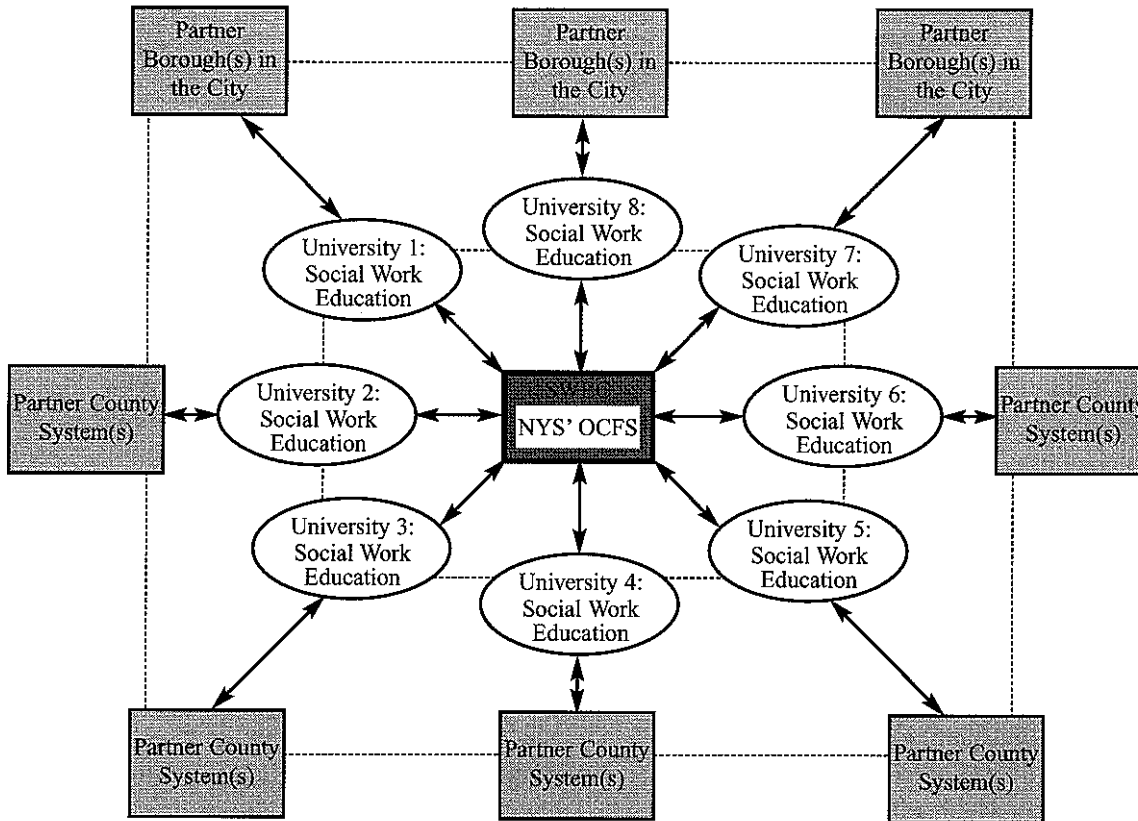 Partner
Borough(s) in
the City
Partner
Borough(s) in
the City
Partner
Borough(s) in
the City
University 8:
Social Work
Education
University 1:
Social Work
Education
University 7:
Social Work
Education
Partner County
System(s)
University 2:
Social Work
Education
NYS’ OCFS
University 6:
Social Work
Education
Partner County
System(s)
University 3:
Social Work
Education
University 4:
Social Work
Education
University 5:
Social Work
Education
Partner County
System(s)
Partner County
System(s)
Partner County
System(s)